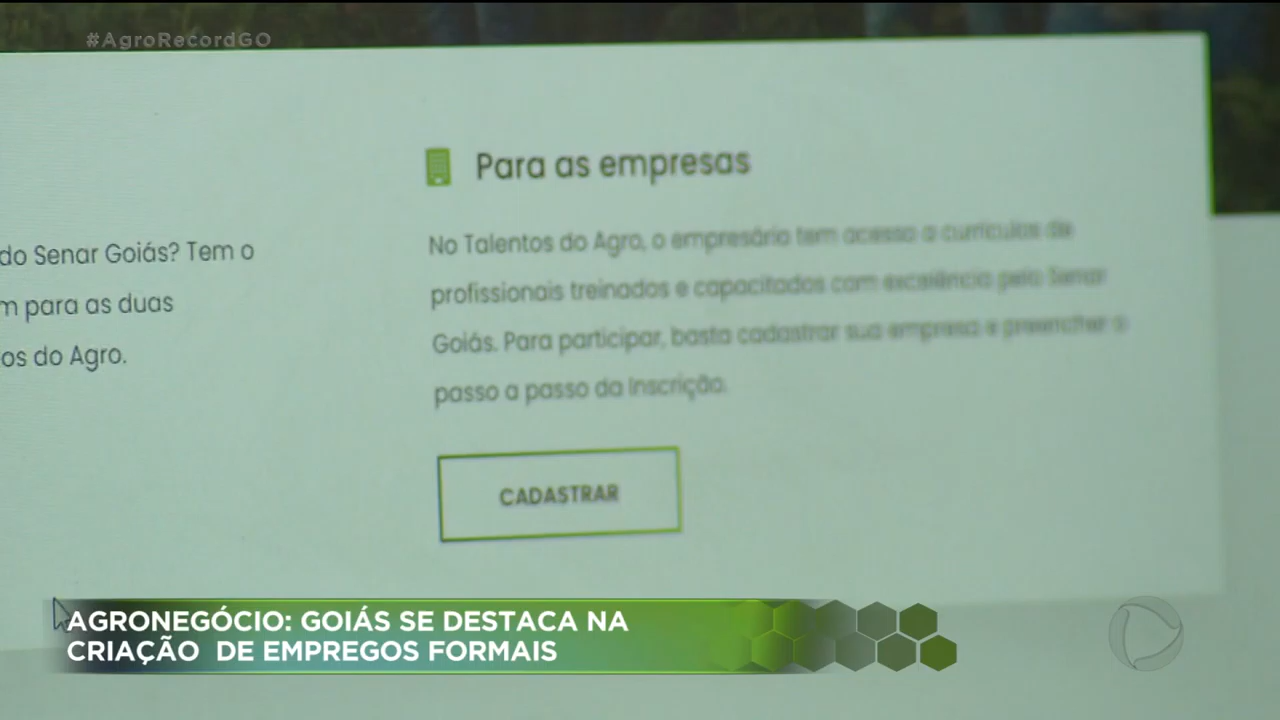 #AgroRecordGO
Para as empresas
do Senar Goiás? Tem o
m para as duas
os do Agro.
No Talentos do Agro, o empresário tem acesso a currículos de
profissionais treinados e capacitados com excelência pelo Senar
Goiás. Para participar, basta cadastrar sua empresa e preencher o
passo a passo da Inscrição.
CADASTRAR
AGRONEGÓCIO: GOIÁS SE DESTACA NA
CRIAÇÃO  DE EMPREGOS FORMAIS